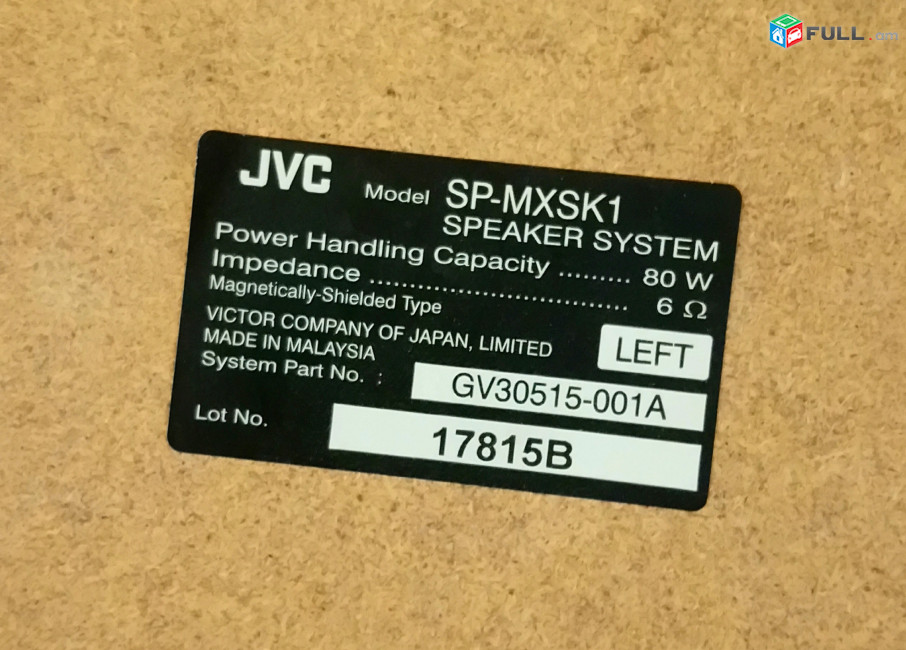 FULL.am
JVC Model SP-MXSK1
SPEAKER SYSTEM
Power Handling Capacity ......... 80 W
Impedance ................................ 6 Ω
Magnetically-Shielded Type
VICTOR COMPANY OF JAPAN, LIMITED
LEFT
MADE IN MALAYSIA
System Part No. : GV30515-001A
Lot No. 17815B